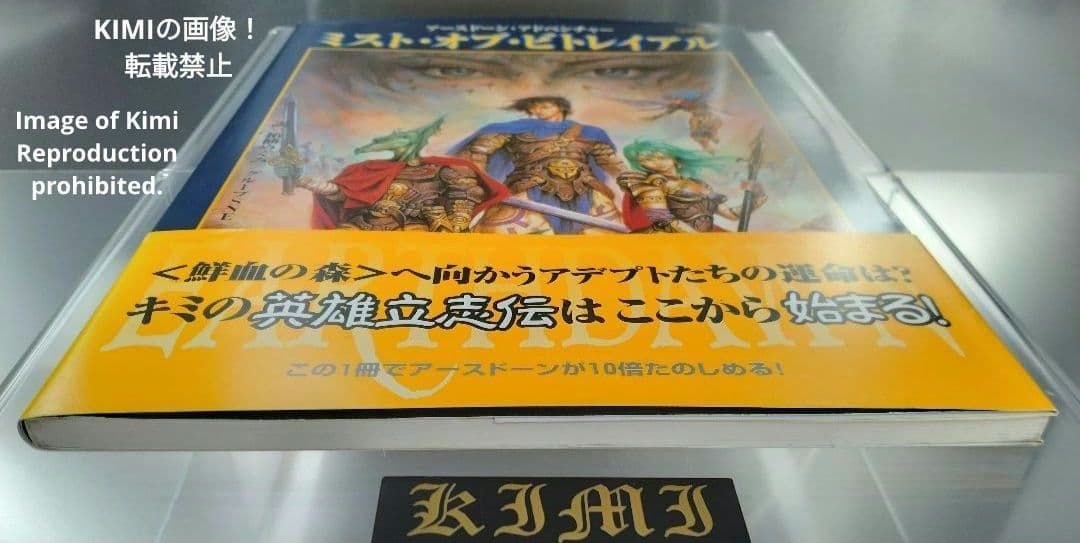 KIMIの画像！
転載禁止
Image of Kimi
Reproduction
prohibited.
アースドーン・アドベンチャー
ミスト・オブ・ビトレイアル
EARTHDAWN
＜鮮血の森＞へ向かうアデプトたちの運命は？
キミの英雄立志伝はここから始まる！
この1冊でアースドーンが10倍たのしめる！
KIMI